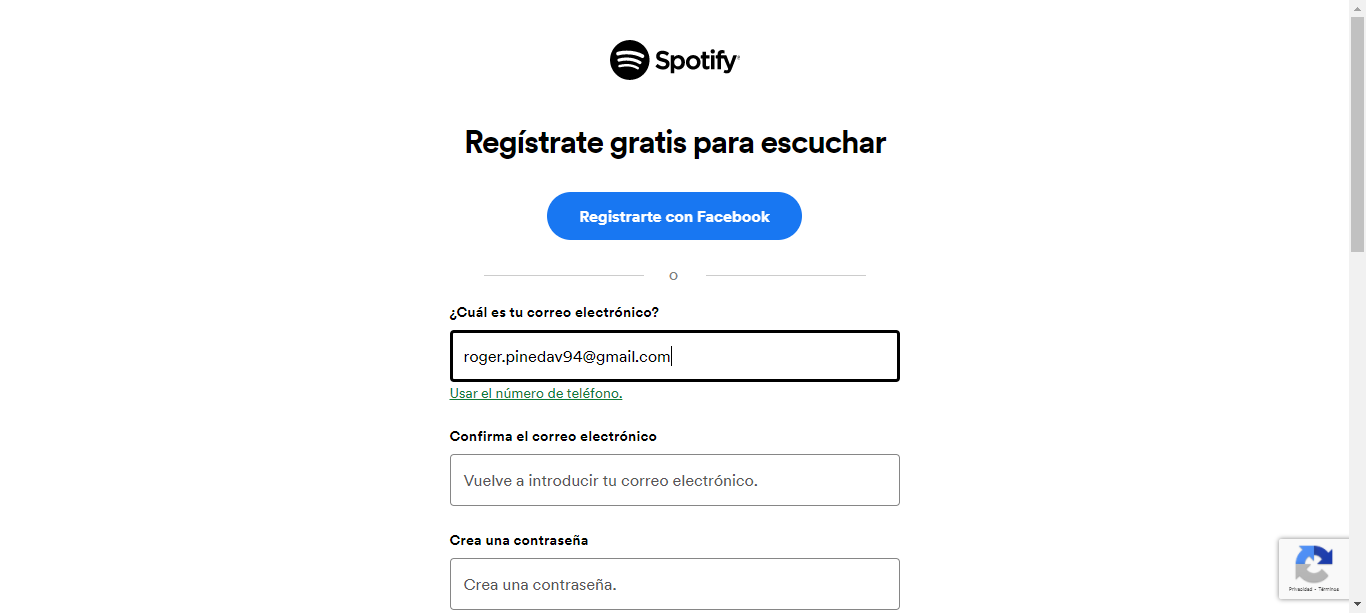 Spotify
Regístrate gratis para escuchar
Registrarte con Facebook
o
¿Cuál es tu correo electrónico?
roger.pinedav94@gmail.com
Usar el número de teléfono.
Confirma el correo electrónico
Vuelve a introducir tu correo electrónico.
Crea una contraseña
Crea una contraseña.
Privacidad - Términos